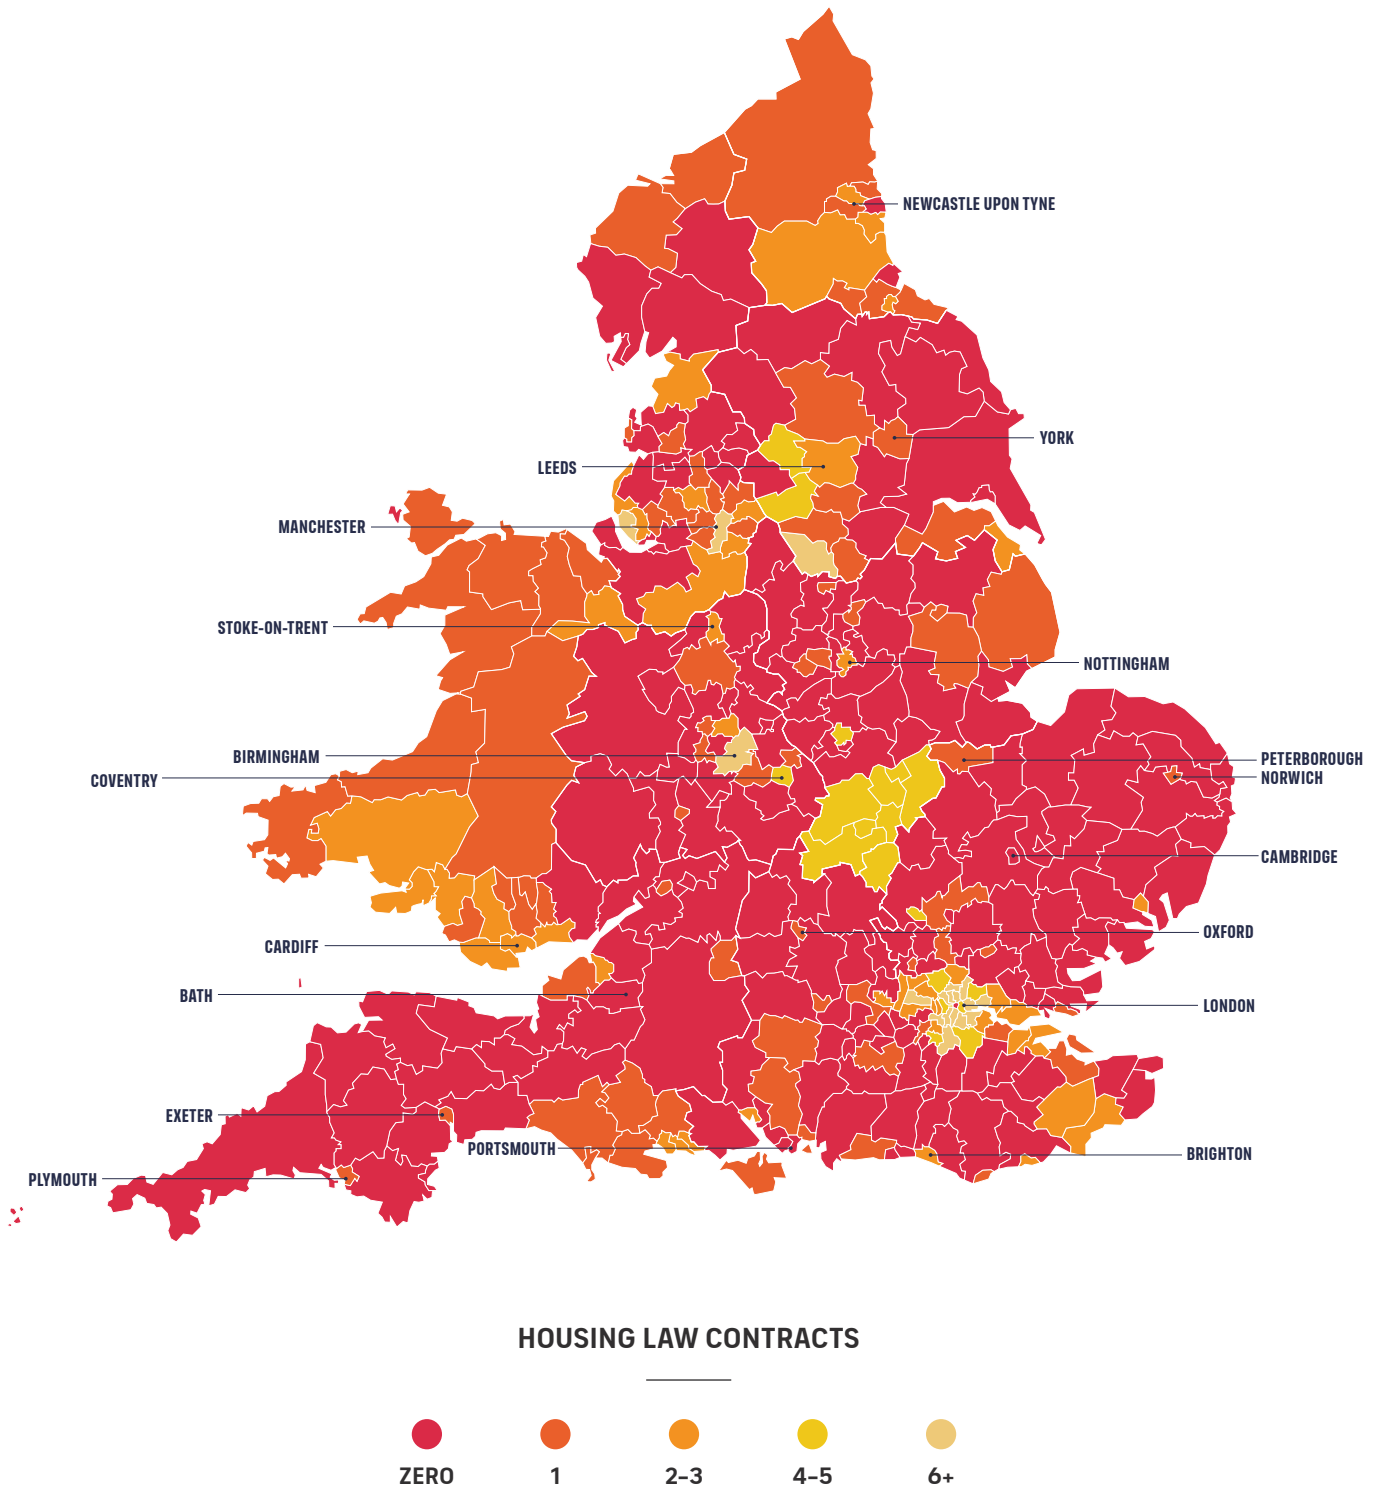 NEWCASTLE UPON TYNE
YORK
LEEDS
MANCHESTER
STOKE-ON-TRENT
NOTTINGHAM
BIRMINGHAM
PETERBOROUGH
COVENTRY
NORWICH
CAMBRIDGE
OXFORD
CARDIFF
BATH
LONDON
EXETER
PORTSMOUTH
BRIGHTON
PLYMOUTH
HOUSING LAW CONTRACTS
ZERO
1
2–3
4–5
6+